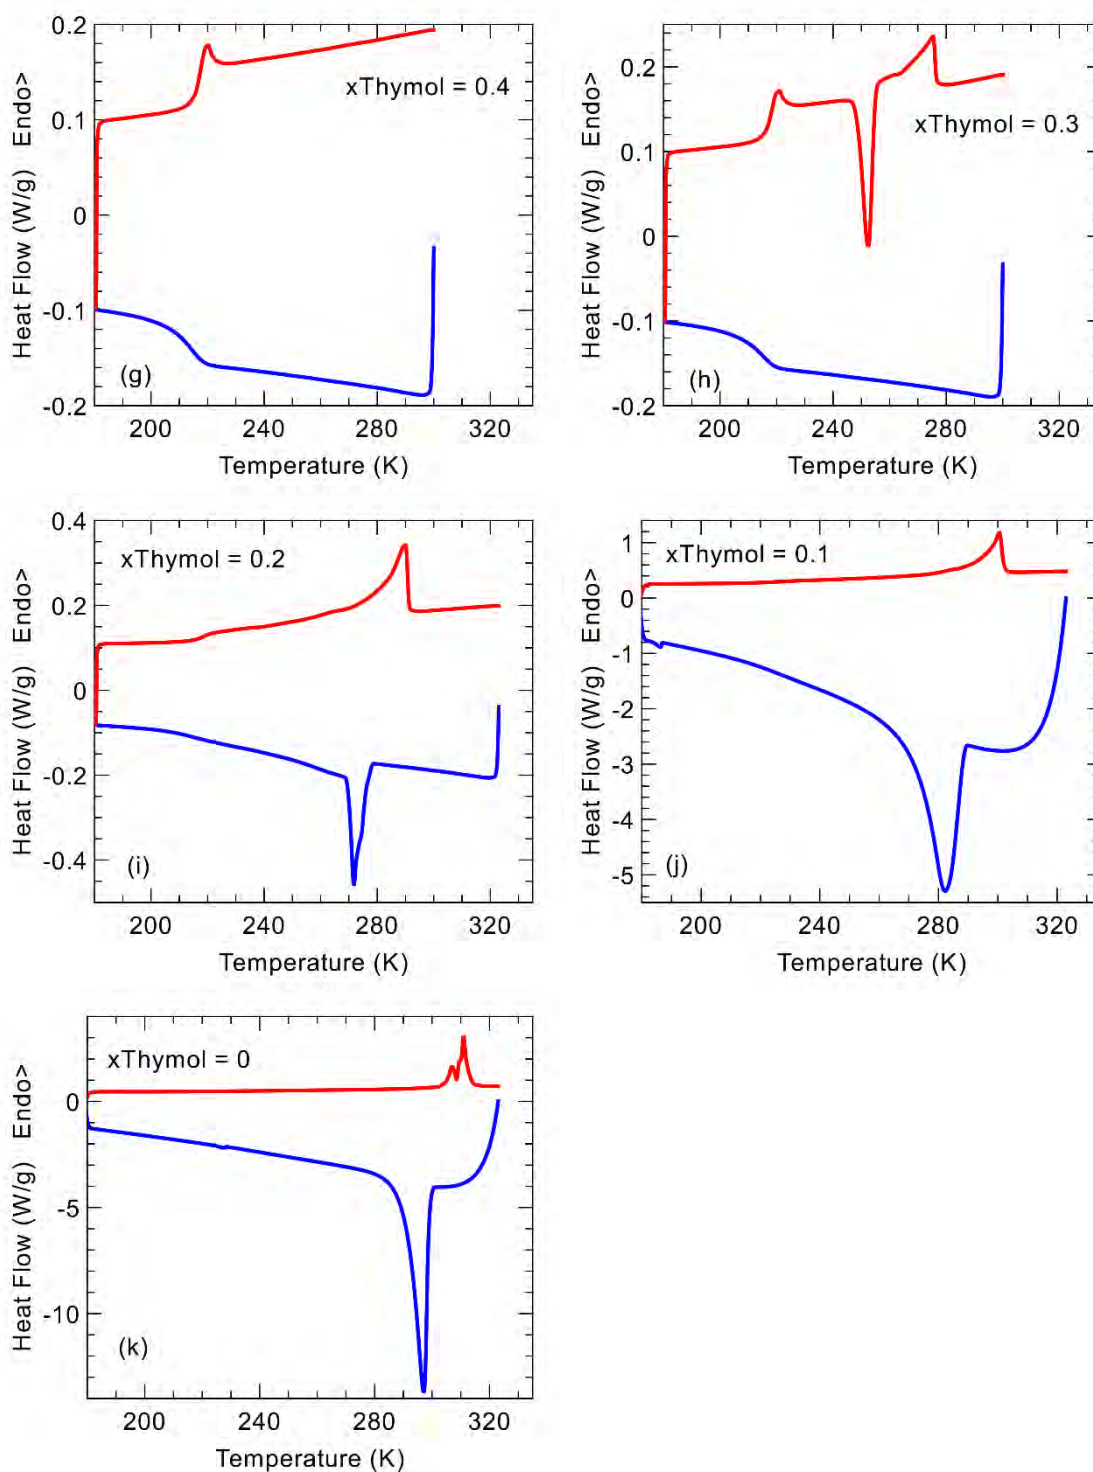 0.2
0.1
0
-0.1
-0.2
Heat Flow (W/g)   Endo>
xThymol = 0.4
(g)
200 240 280 320
Temperature (K)
0.2
0.1
0
-0.1
-0.2
Heat Flow (W/g)   Endo>
xThymol = 0.3
(h)
200 240 280 320
Temperature (K)
0.4
0.2
0
-0.2
-0.4
Heat Flow (W/g)   Endo>
xThymol = 0.2
(i)
200 240 280 320
Temperature (K)
1
0
-1
-2
-3
-4
-5
Heat Flow (W/g)   Endo>
xThymol = 0.1
(j)
200 240 280 320
Temperature (K)
0
-5
-10
Heat Flow (W/g)   Endo>
xThymol = 0
(k)
200 240 280 320
Temperature (K)